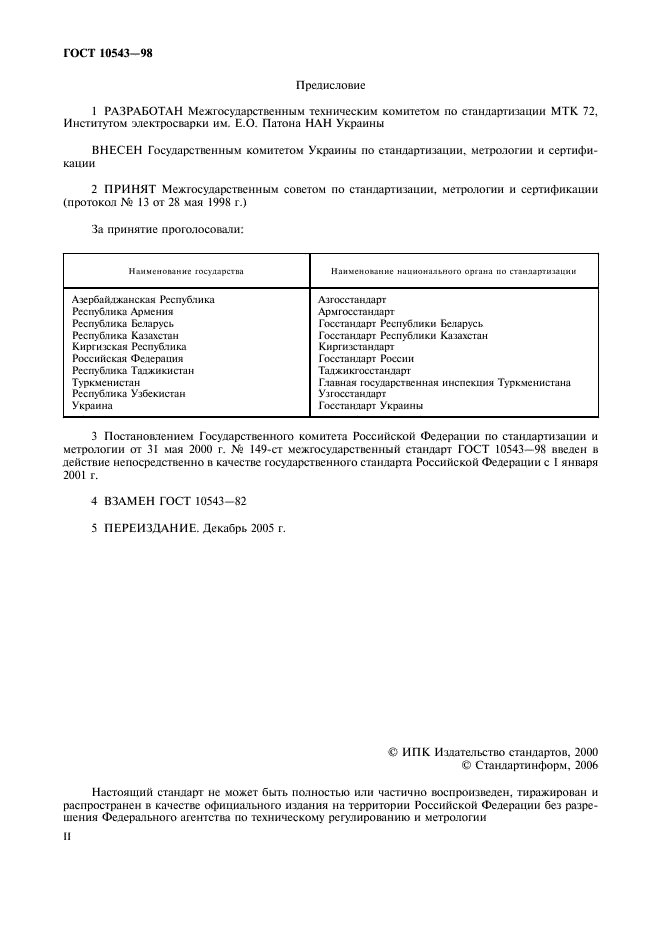 ГОСТ 10543—98
Предисловие
1 РАЗРАБОТАН Межгосударственным техническим комитетом по стандартизации МТК 72,
Институтом электросварки им. Е.О. Патона НАН Украины
ВНЕСЕН Государственным комитетом Украины по стандартизации, метрологии и сертифи-
кации
2 ПРИНЯТ Межгосударственным советом по стандартизации, метрологии и сертификации
(протокол № 13 от 28 мая 1998 г.)
За принятие проголосовали:
Наименование государства Наименование национального органа по стандартизации
Азербайджанская Республика Азгосстандарт
Республика Армения Армгосстандарт
Республика Беларусь Госстандарт Республики Беларусь
Республика Казахстан Госстандарт Республики Казахстан
Киргизская Республика Киргизстандарт
Российская Федерация Госстандарт России
Республика Таджикистан Таджикгосстандарт
Туркменистан Главная государственная инспекция Туркменистана
Республика Узбекистан Узгосстандарт
Украина Госстандарт Украины
3 Постановлением Государственного комитета Российской Федерации по стандартизации и
метрологии от 31 мая 2000 г. № 149-ст межгосударственный стандарт ГОСТ 10543—98 введен в
действие непосредственно в качестве государственного стандарта Российской Федерации с 1 января
2001 г.
4 ВЗАМЕН ГОСТ 10543—82
5 ПЕРЕИЗДАНИЕ. Декабрь 2005 г.
© ИПК Издательство стандартов, 2000
© Стандартинформ, 2006
Настоящий стандарт не может быть полностью или частично воспроизведен, тиражирован и
распространен в качестве официального издания на территории Российской Федерации без разре-
шения Федерального агентства по техническому регулированию и метрологии
II